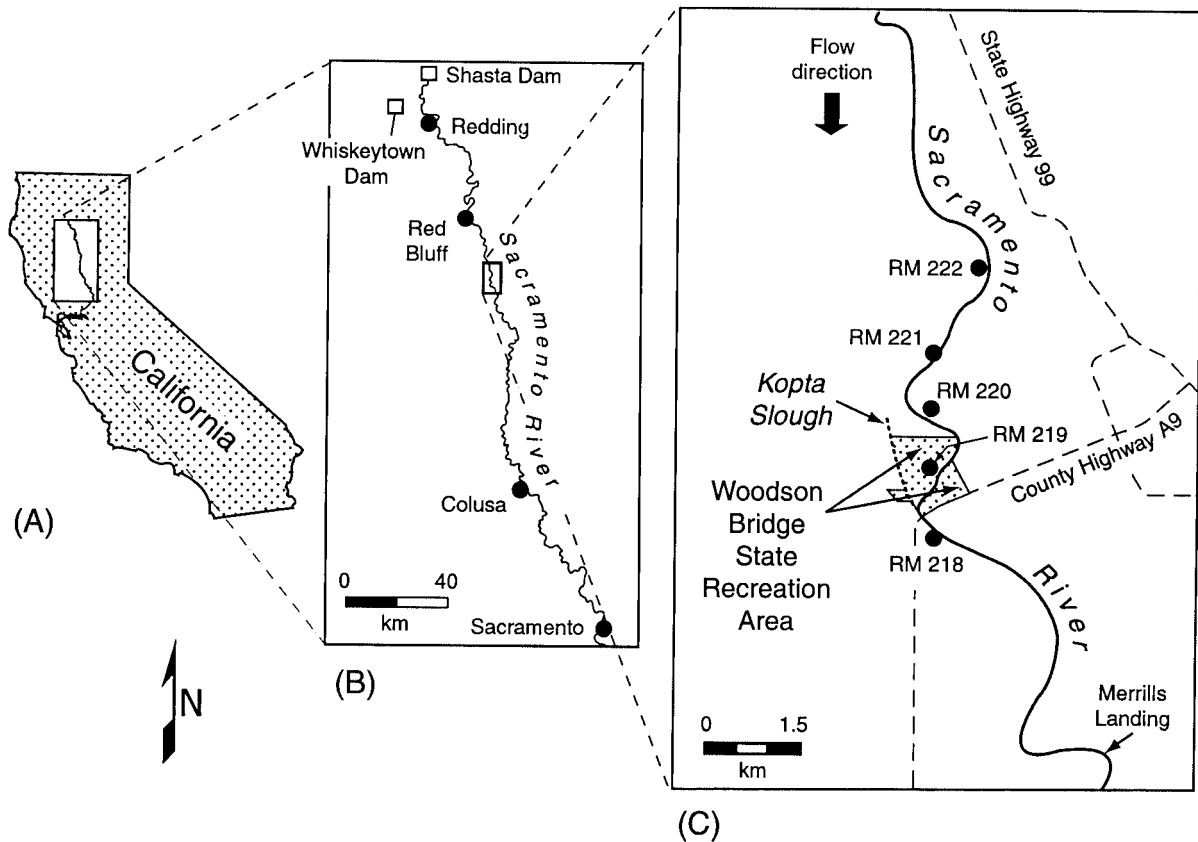 California
(A)
N
Shasta Dam
Redding
Whiskeytown
Dam
Red
Bluff
Sacramento River
Colusa
0 40
km
Sacramento
(B)
Flow
direction
State Highway 99
Sacramento
RM 222
RM 221
Kopta
Slough
RM 220
RM 219
County Highway A9
Woodson
Bridge
State
Recreation
Area
RM 218
River
Merrills
Landing
0 1.5
km
(C)